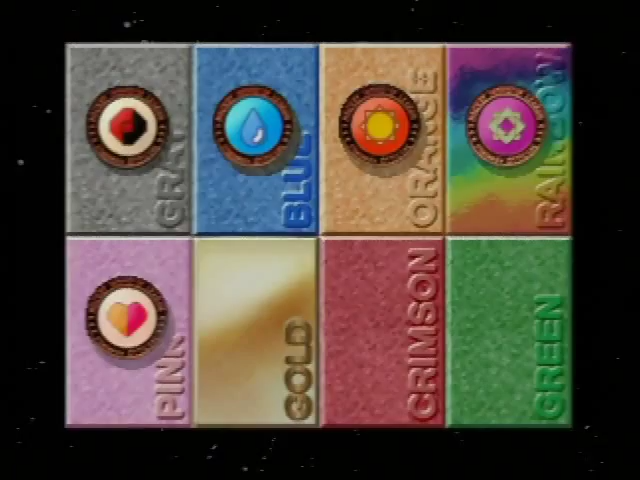 GRAY
BLUE
ORANGE
RAINBOW
PINK
GOLD
CRIMSON
GREEN